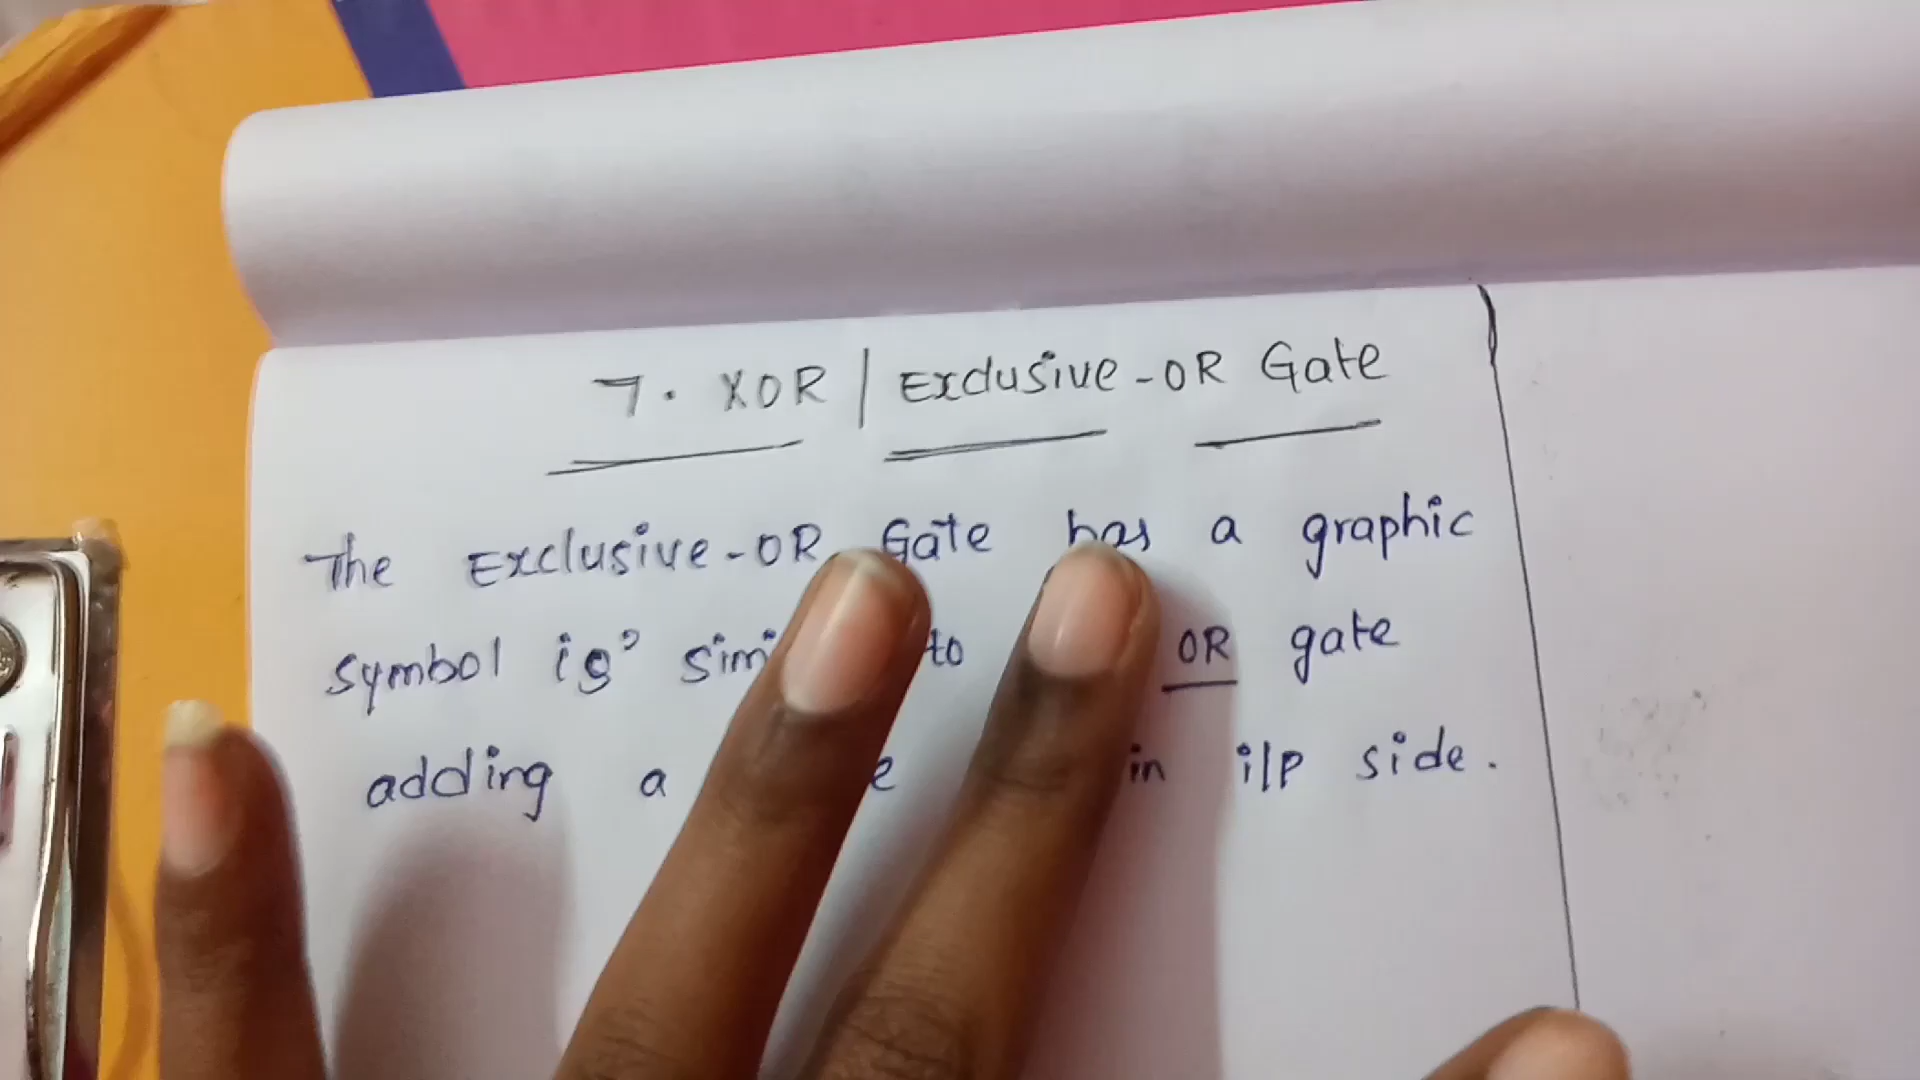 7. XOR | Exclusive-OR Gate
The Exclusive-OR Gate has a graphic
symbol is to OR gate
adding a in i/p side.